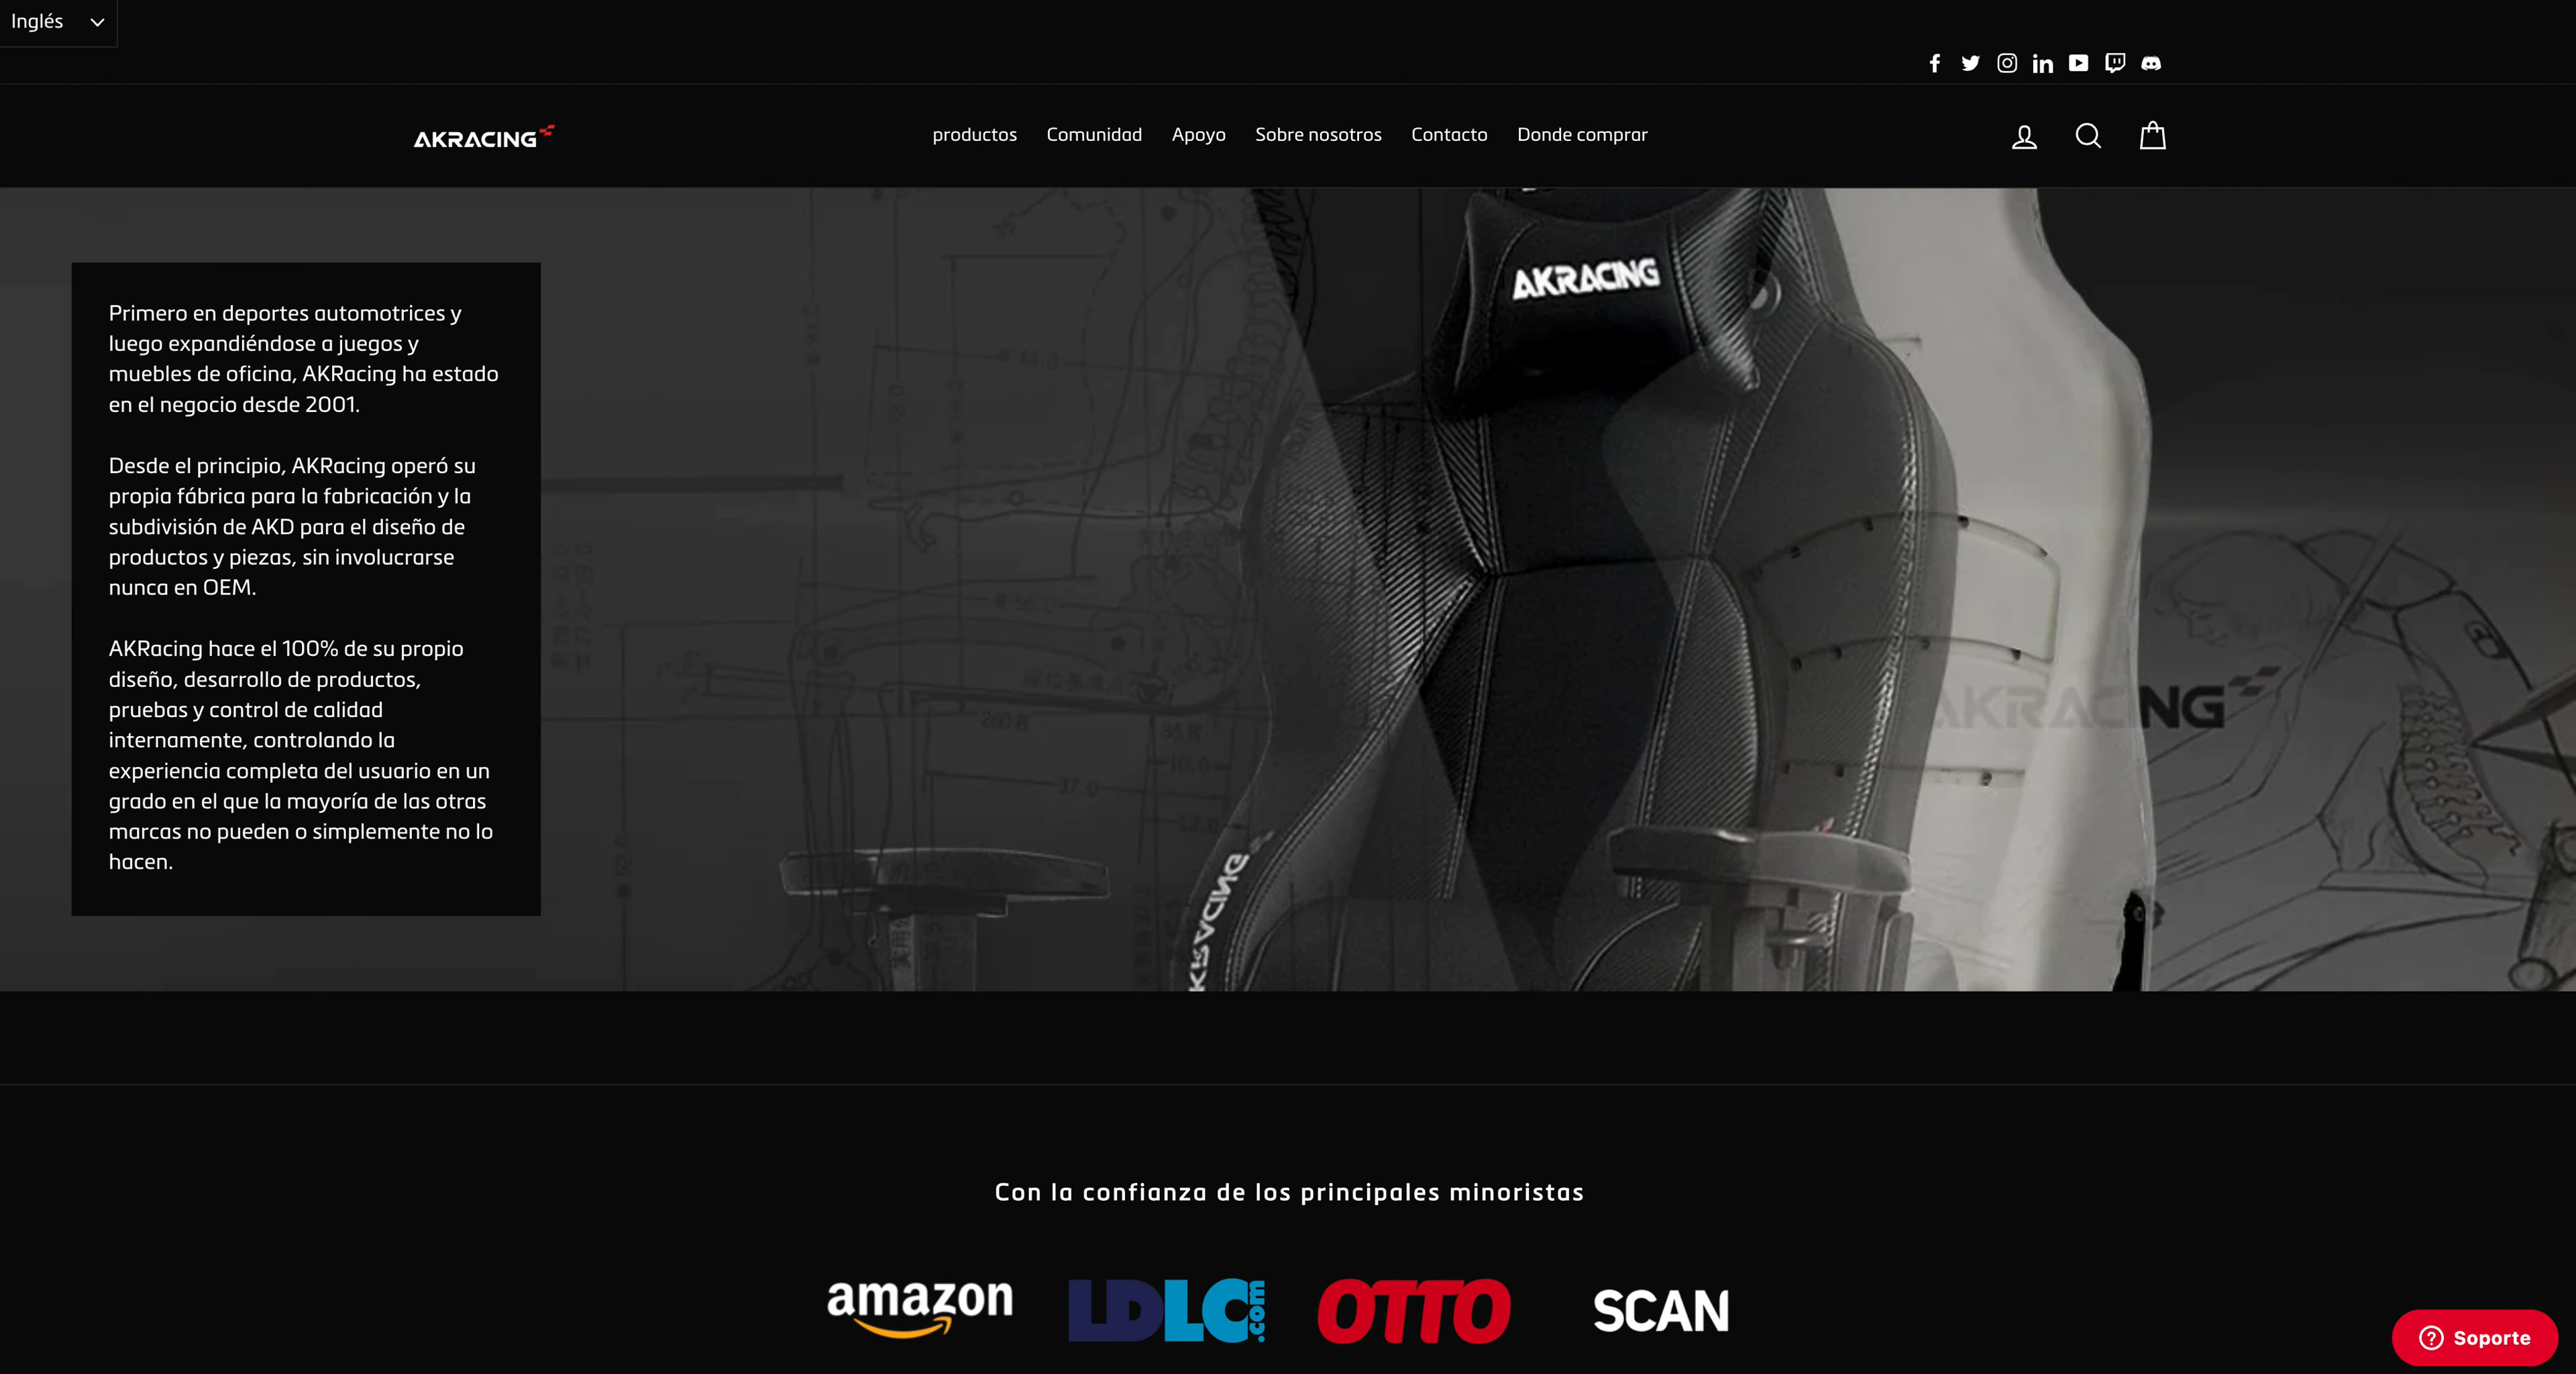 Inglés
AKRACING
productos Comunidad Apoyo Sobre nosotros Contacto Donde comprar
AKRACING
Primero en deportes automotrices y
luego expandiéndose a juegos y
muebles de oficina, AKRacing ha estado
en el negocio desde 2001.
Desde el principio, AKRacing operó su
propia fábrica para la fabricación y la
subdivisión de AKD para el diseño de
productos y piezas, sin involucrarse
nunca en OEM.
AKRacing hace el 100% de su propio
diseño, desarrollo de productos,
pruebas y control de calidad
internamente, controlando la
experiencia completa del usuario en un
grado en el que la mayoría de las otras
marcas no pueden o simplemente no lo
hacen.
AKRACING
Con la confianza de los principales minoristas
amazon LDLC.com OTTO SCAN
Soporte